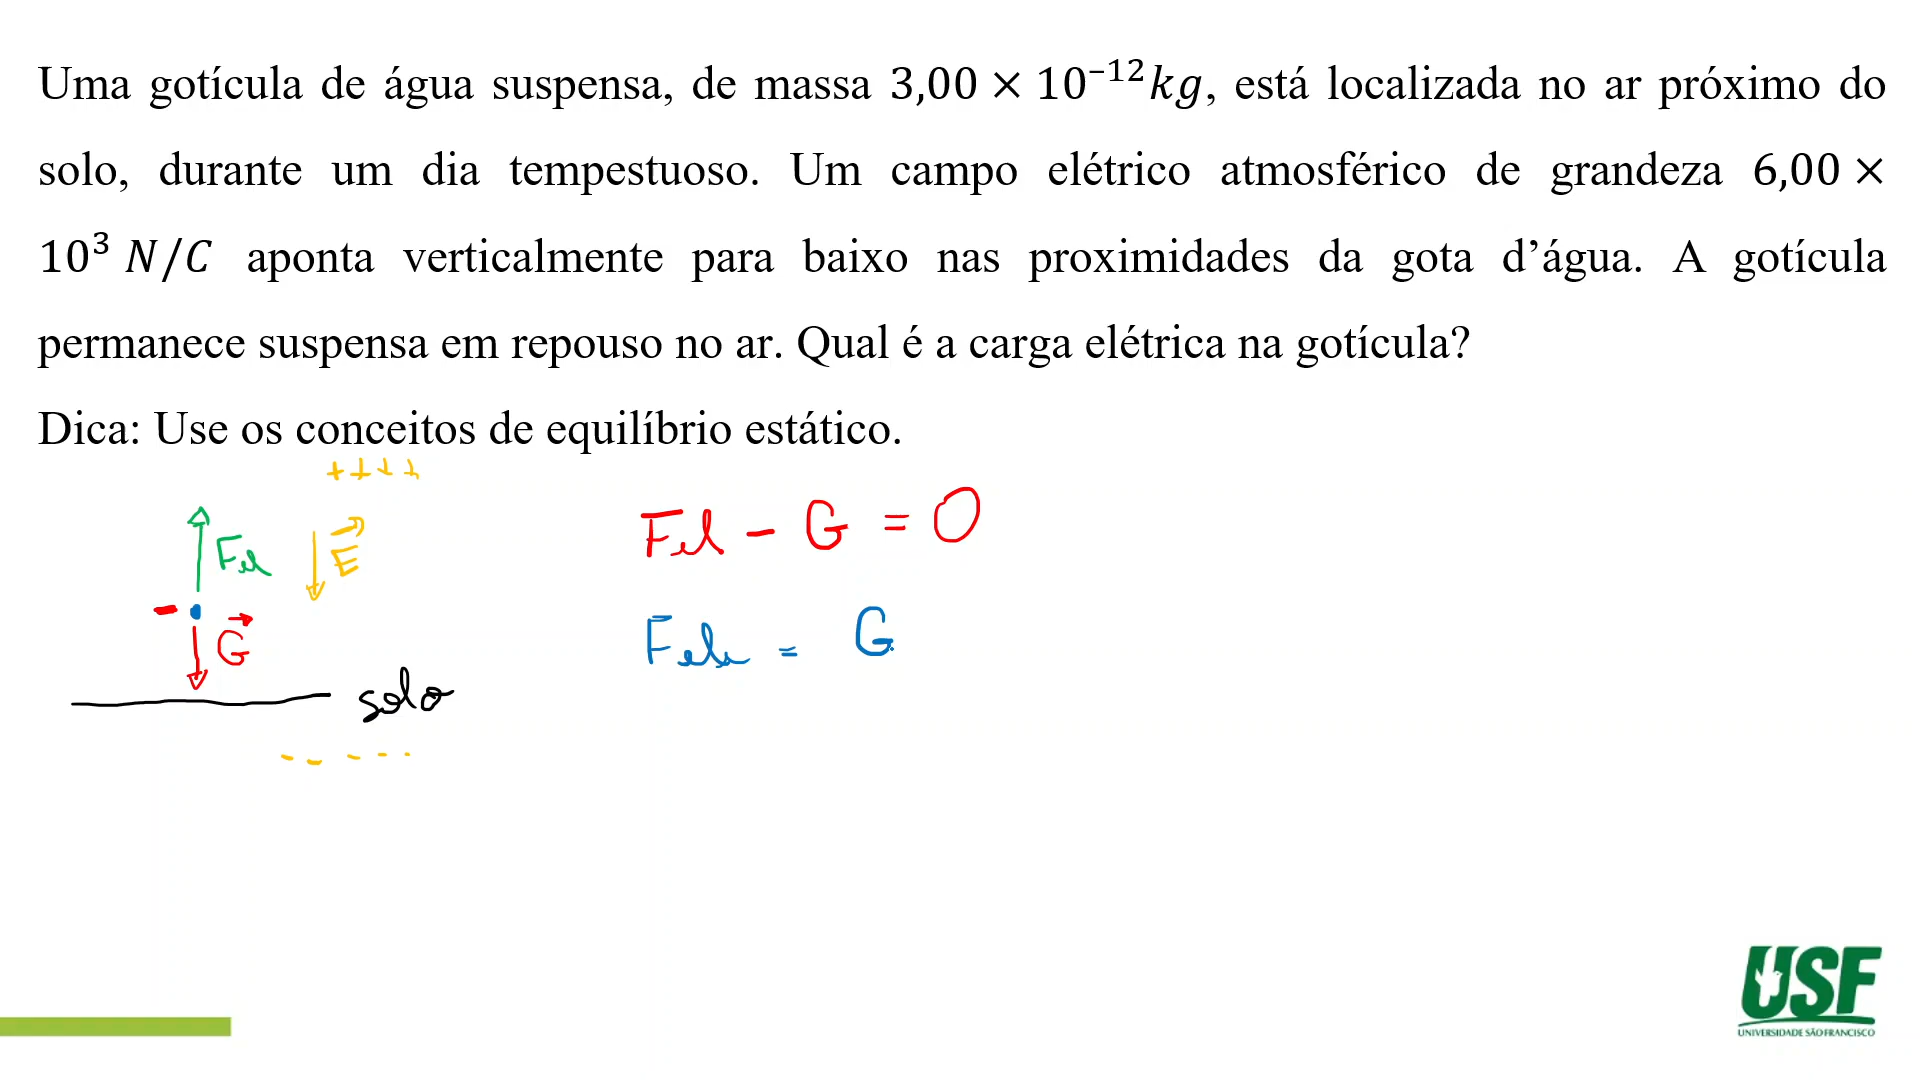 Uma gotícula de água suspensa, de massa 3,00 × 10⁻¹²kg, está localizada no ar próximo do
solo, durante um dia tempestuoso. Um campo elétrico atmosférico de grandeza 6,00 ×
10³ N/C aponta verticalmente para baixo nas proximidades da gota d’água. A gotícula
permanece suspensa em repouso no ar. Qual é a carga elétrica na gotícula?
Dica: Use os conceitos de equilíbrio estático.
++++
Fel - G = 0
Fel
E
-
G
Fele = G
solo
- - - - -
USF
UNIVERSIDADE SÃO FRANCISCO